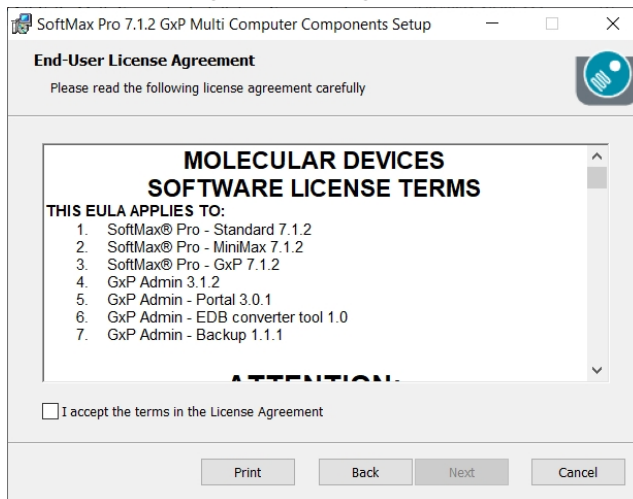 SoftMax Pro 7.1.2 GxP Multi Computer Components Setup
End-User License Agreement
Please read the following license agreement carefully
MOLECULAR DEVICES
SOFTWARE LICENSE TERMS
THIS EULA APPLIES TO:
1. SoftMax® Pro - Standard 7.1.2
2. SoftMax® Pro - MiniMax 7.1.2
3. SoftMax® Pro - GxP 7.1.2
4. GxP Admin 3.1.2
5. GxP Admin - Portal 3.0.1
6. GxP Admin - EDB converter tool 1.0
7. GxP Admin - Backup 1.1.1
ATTENTION:
I accept the terms in the License Agreement
Print Back Next Cancel